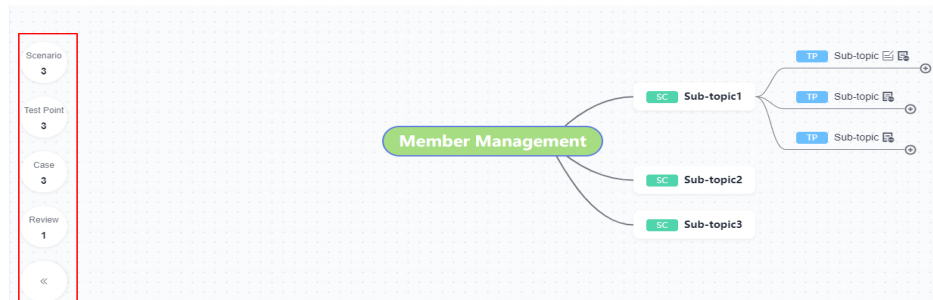 Scenario
3
Test Point
3
Case
3
Review
1
«
Member Management
SC Sub-topic1
TP Sub-topic
TP Sub-topic
TP Sub-topic
SC Sub-topic2
SC Sub-topic3